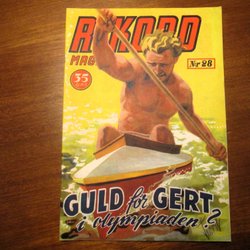 REKORD
MAG
Nr 28
35
GULD för GERT
i olympiaden?